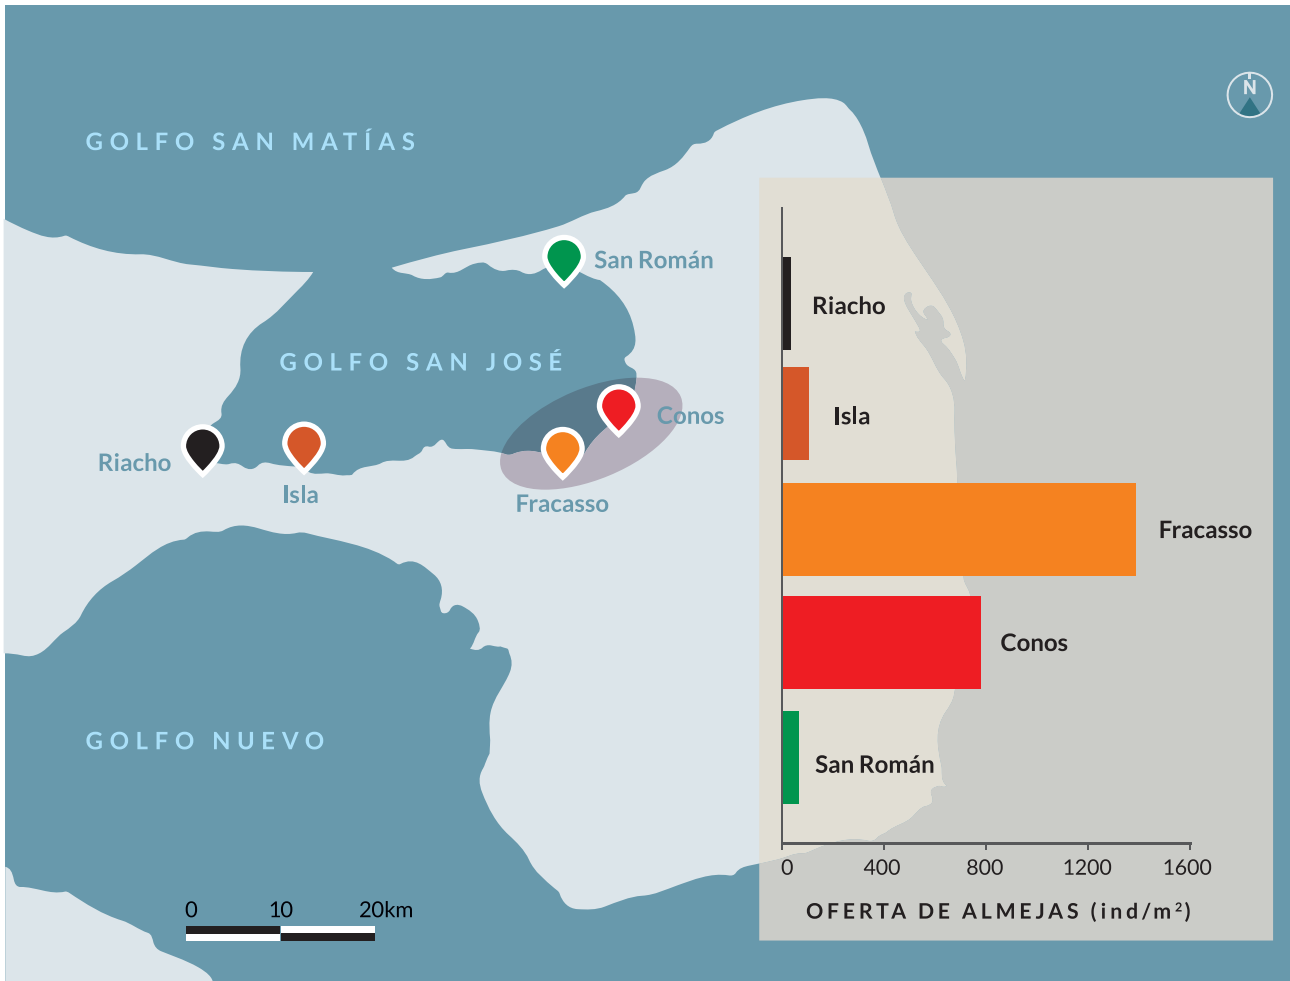 N
GOLFO SAN MATÍAS
San Román
GOLFO SAN JOSÉ
Conos
Riacho
Isla
Fracasso
GOLFO NUEVO
0 10 20km
Riacho
Isla
Fracasso
Conos
San Román
0 400 800 1200 1600
OFERTA DE ALMEJAS (ind/m²)